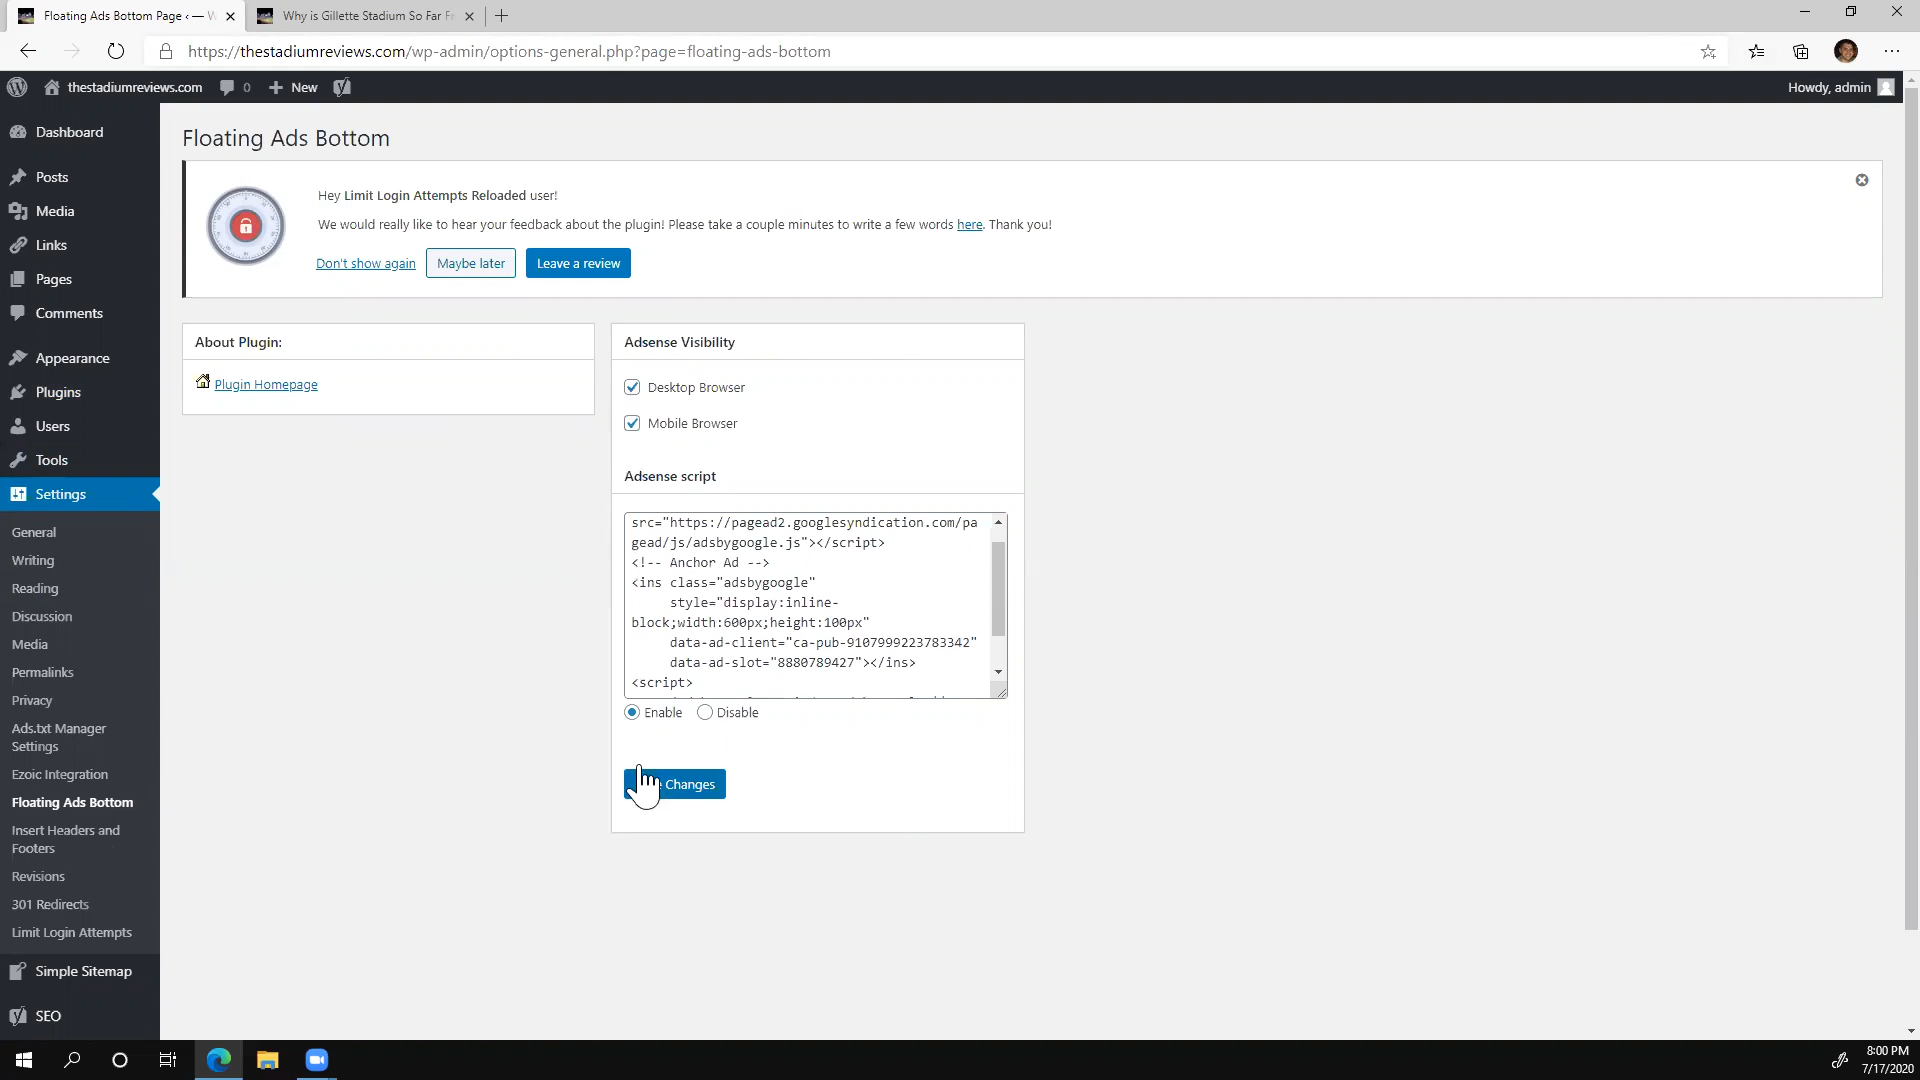 Floating Ads Bottom Page ‹ — W
Why is Gillette Stadium So Far F
https://thestadiumreviews.com/wp-admin/options-general.php?page=floating-ads-bottom
thestadiumreviews.com
0
New
Howdy, admin
Dashboard
Posts
Media
Links
Pages
Comments
Appearance
Plugins
Users
Tools
Settings
General
Writing
Reading
Discussion
Media
Permalinks
Privacy
Ads.txt Manager
Settings
Ezoic Integration
Floating Ads Bottom
Insert Headers and
Footers
Revisions
301 Redirects
Limit Login Attempts
Simple Sitemap
SEO
Floating Ads Bottom
Hey Limit Login Attempts Reloaded user!
We would really like to hear your feedback about the plugin! Please take a couple minutes to write a few words here. Thank you!
Don't show again
Maybe later
Leave a review
About Plugin:
Plugin Homepage
Adsense Visibility
Desktop Browser
Mobile Browser
Adsense script
src="https://pagead2.googlesyndication.com/pa
gead/js/adsbygoogle.js"></script>
<!-- Anchor Ad -->
<ins class="adsbygoogle"
style="display:inline-
block;width:600px;height:100px"
data-ad-client="ca-pub-9107999223783342"
data-ad-slot="8880789427"></ins>
<script>
Enable
Disable
Changes
8:00 PM
7/17/2020